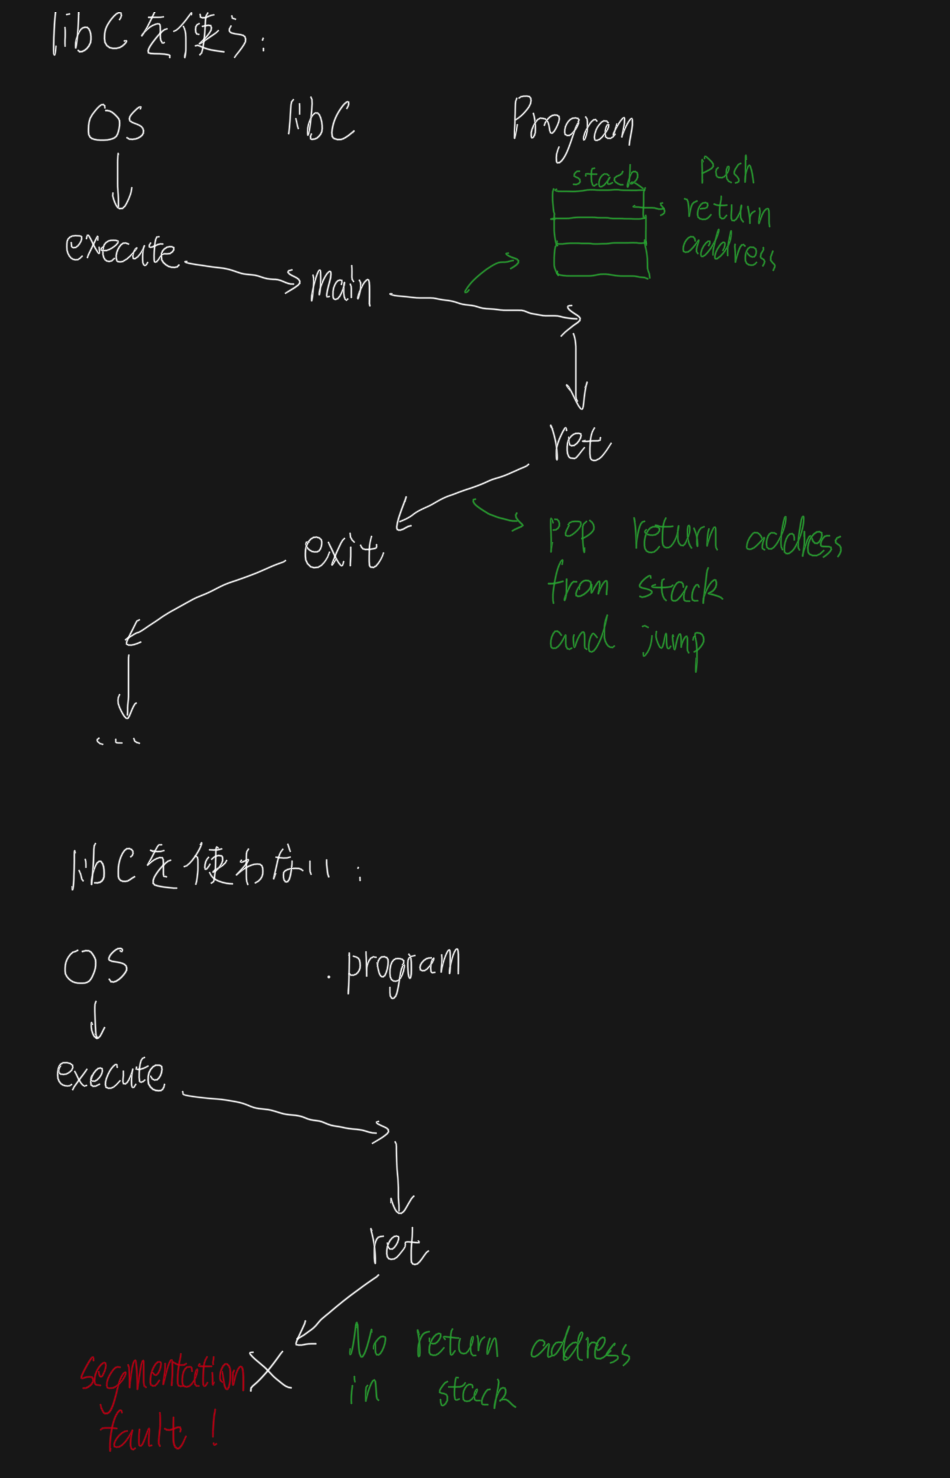 libCを使う:
OS libC Program
stack
Push
return
address
execute
main
ret
exit
pop return address
from stack
and jump
...
libCを使わない:
OS .program
execute
ret
No return address
in stack
segmentation
fault!